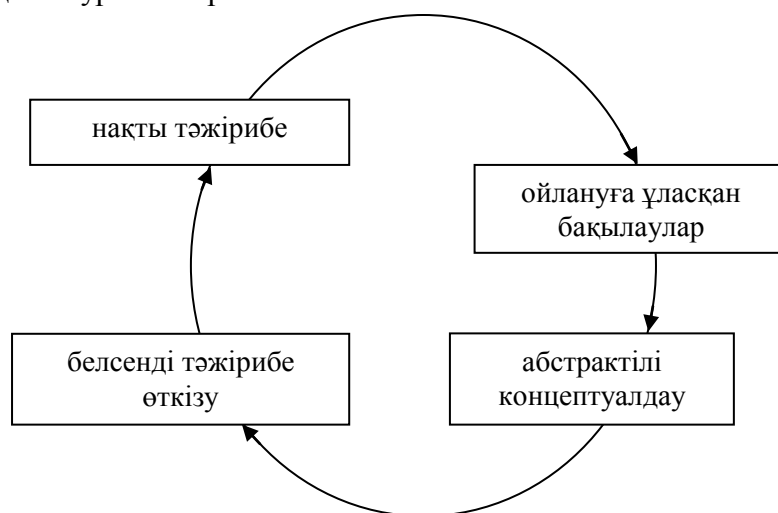 нақты тәжірибе
ойлануға ұласқан
бақылаулар
абстрактілі
концептуалдау
белсенді тәжірибе
өткізу